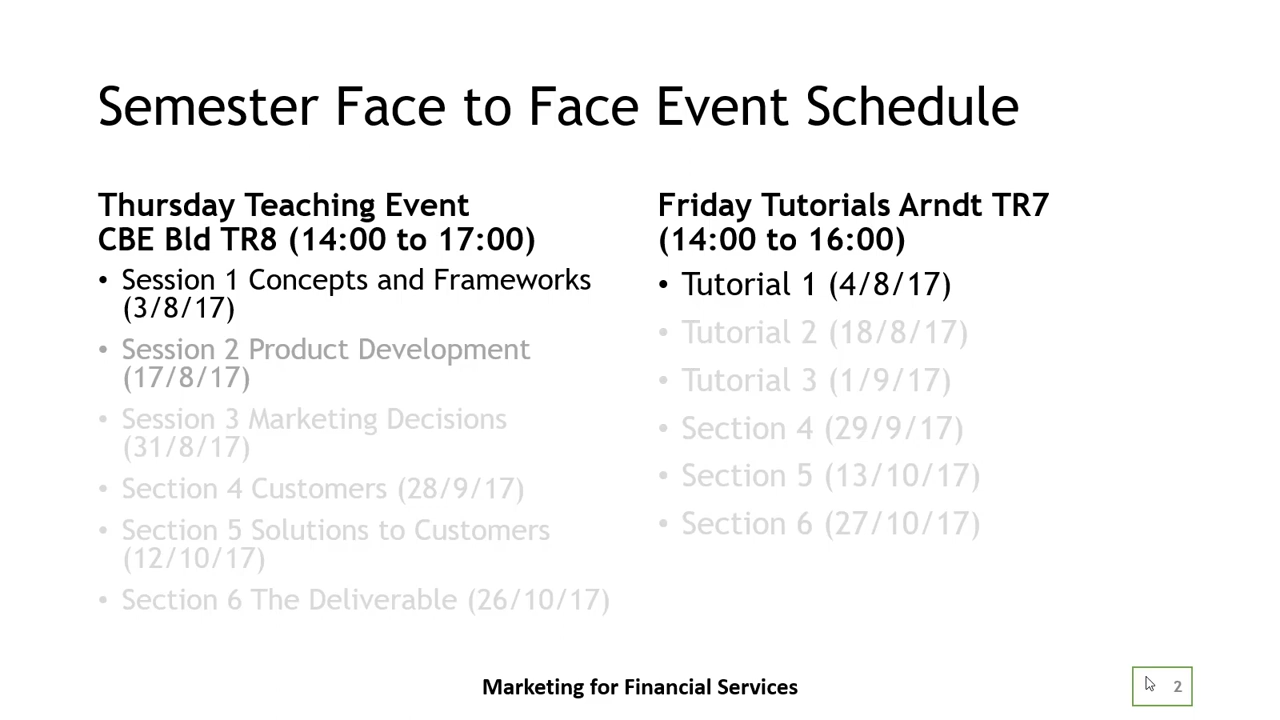 Semester Face to Face Event Schedule
Thursday Teaching Event
CBE Bld TR8 (14:00 to 17:00)
• Session 1 Concepts and Frameworks
(3/8/17)
• Session 2 Product Development
(17/8/17)
• Session 3 Marketing Decisions
(31/8/17)
• Section 4 Customers (28/9/17)
• Section 5 Solutions to Customers
(12/10/17)
• Section 6 The Deliverable (26/10/17)
Friday Tutorials Arndt TR7
(14:00 to 16:00)
• Tutorial 1 (4/8/17)
• Tutorial 2 (18/8/17)
• Tutorial 3 (1/9/17)
• Section 4 (29/9/17)
• Section 5 (13/10/17)
• Section 6 (27/10/17)
Marketing for Financial Services
2